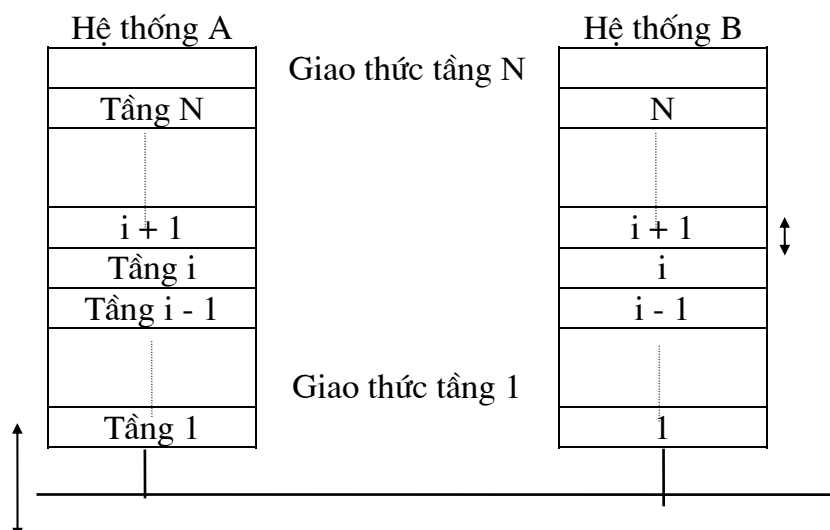 Hệ thống A
Hệ thống B
Giao thức tầng N
Tầng N
N
i + 1
i + 1
Tầng i
i
Tầng i - 1
i - 1
Giao thức tầng 1
Tầng 1
1